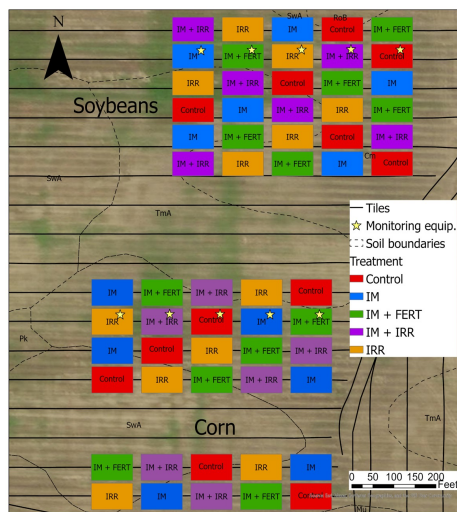 N
SwA
RoB
IM + IRR IRR IM Control IM + FERT
IM IM + FERT IRR IM + IRR Control
IRR IM + IRR Control IM + FERT IM
Soybeans
Control IM IM + IRR IRR IM + FERT
IM IM + FERT IRR Control IM + IRR
IM + IRR IRR IM + FERT IM Control
SwA
TmA
Tiles
Monitoring equip.
Soil boundaries
Treatment
Control
IM
IM + FERT
IM + IRR
IRR
IM IM + FERT IM + IRR IRR Control
IRR IM + IRR Control IM IM + FERT
Pk
IM Control IRR IM + FERT IM + IRR
Control IRR IM + FERT IM + IRR IM
SwA
Corn
TmA
IM + FERT IM + IRR Control IRR IM
0 50 100 150 200
Feet
IRR IM IM + IRR IM + FERT Control